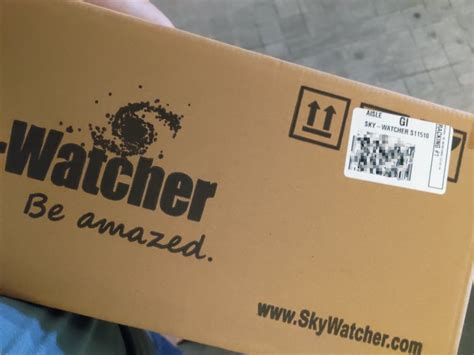 -Watcher
Be amazed.
AISLE GI
SKY - WATCHER S11510
www.SkyWatcher.com